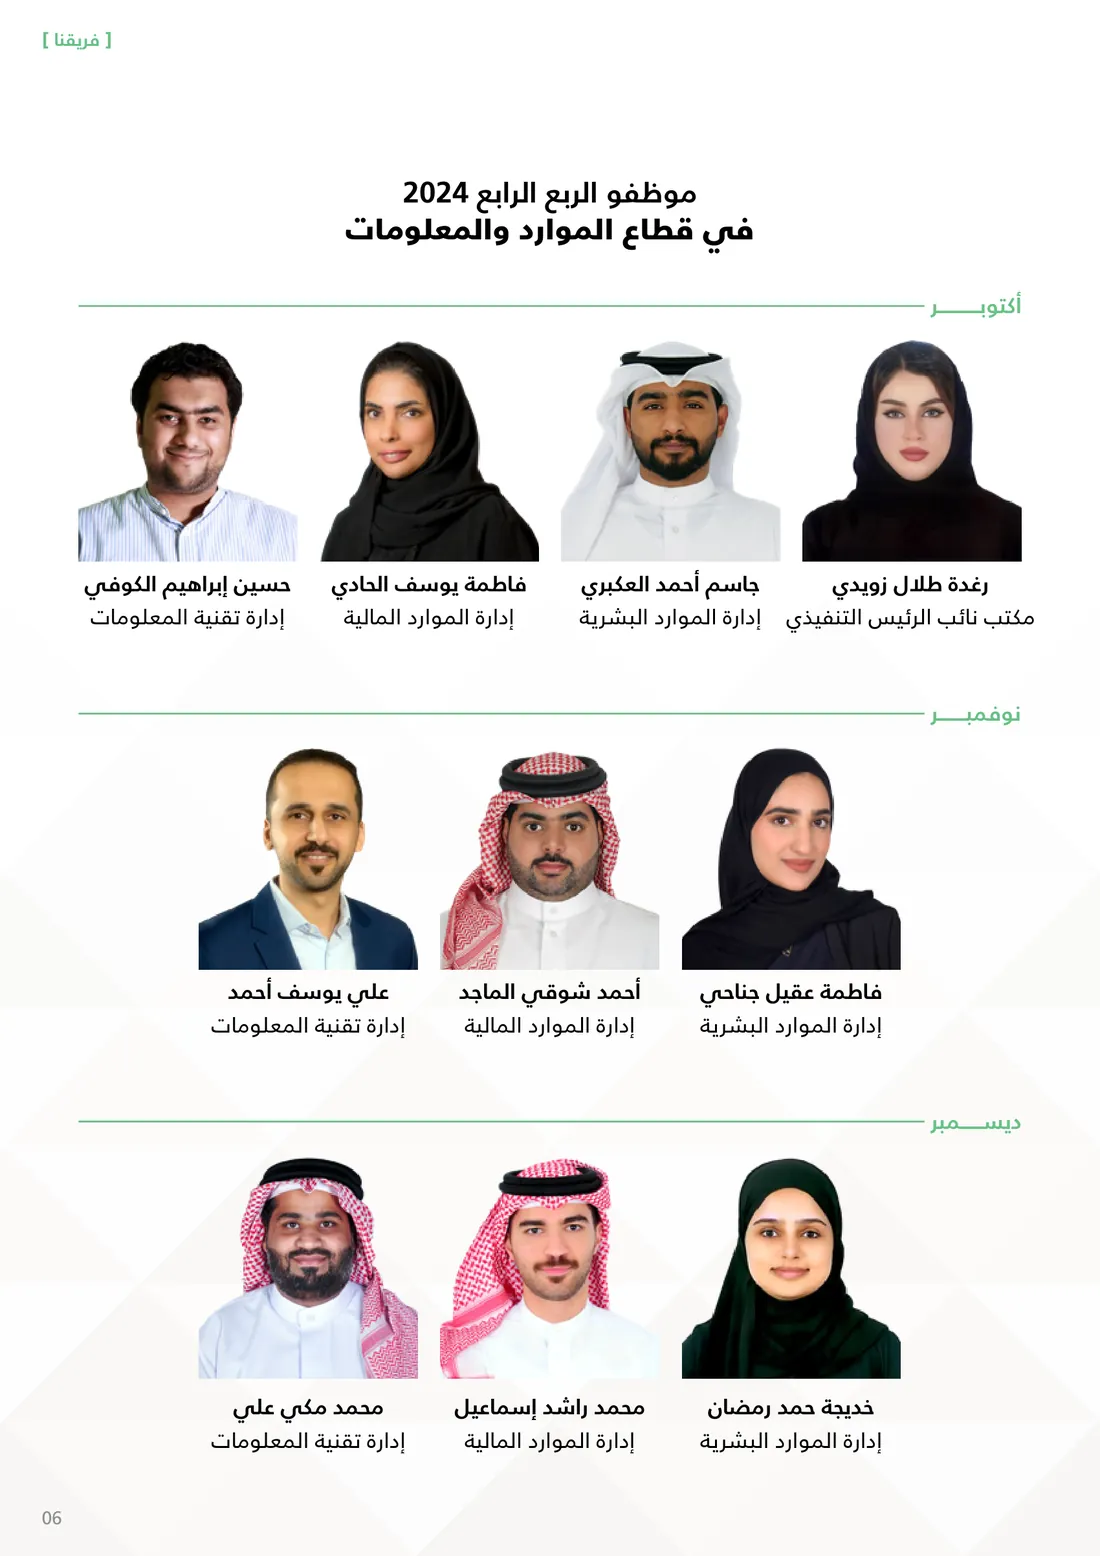 [ فريقنا ]
موظفو الربع الرابع 2024
في قطاع الموارد والمعلومات
أكتوبـــــــر
رغدة طلال زويدي
مكتب نائب الرئيس التنفيذي
جاسم أحمد العكبري
إدارة الموارد البشرية
فاطمة يوسف الحادي
إدارة الموارد المالية
حسين إبراهيم الكوفي
إدارة تقنية المعلومات
نوفمبـــــر
فاطمة عقيل جناحي
إدارة الموارد البشرية
أحمد شوقي الماجد
إدارة الموارد المالية
علي يوسف أحمد
إدارة تقنية المعلومات
ديســــمبر
خديجة حمد رمضان
إدارة الموارد البشرية
محمد راشد إسماعيل
إدارة الموارد المالية
محمد مكي علي
إدارة تقنية المعلومات
06